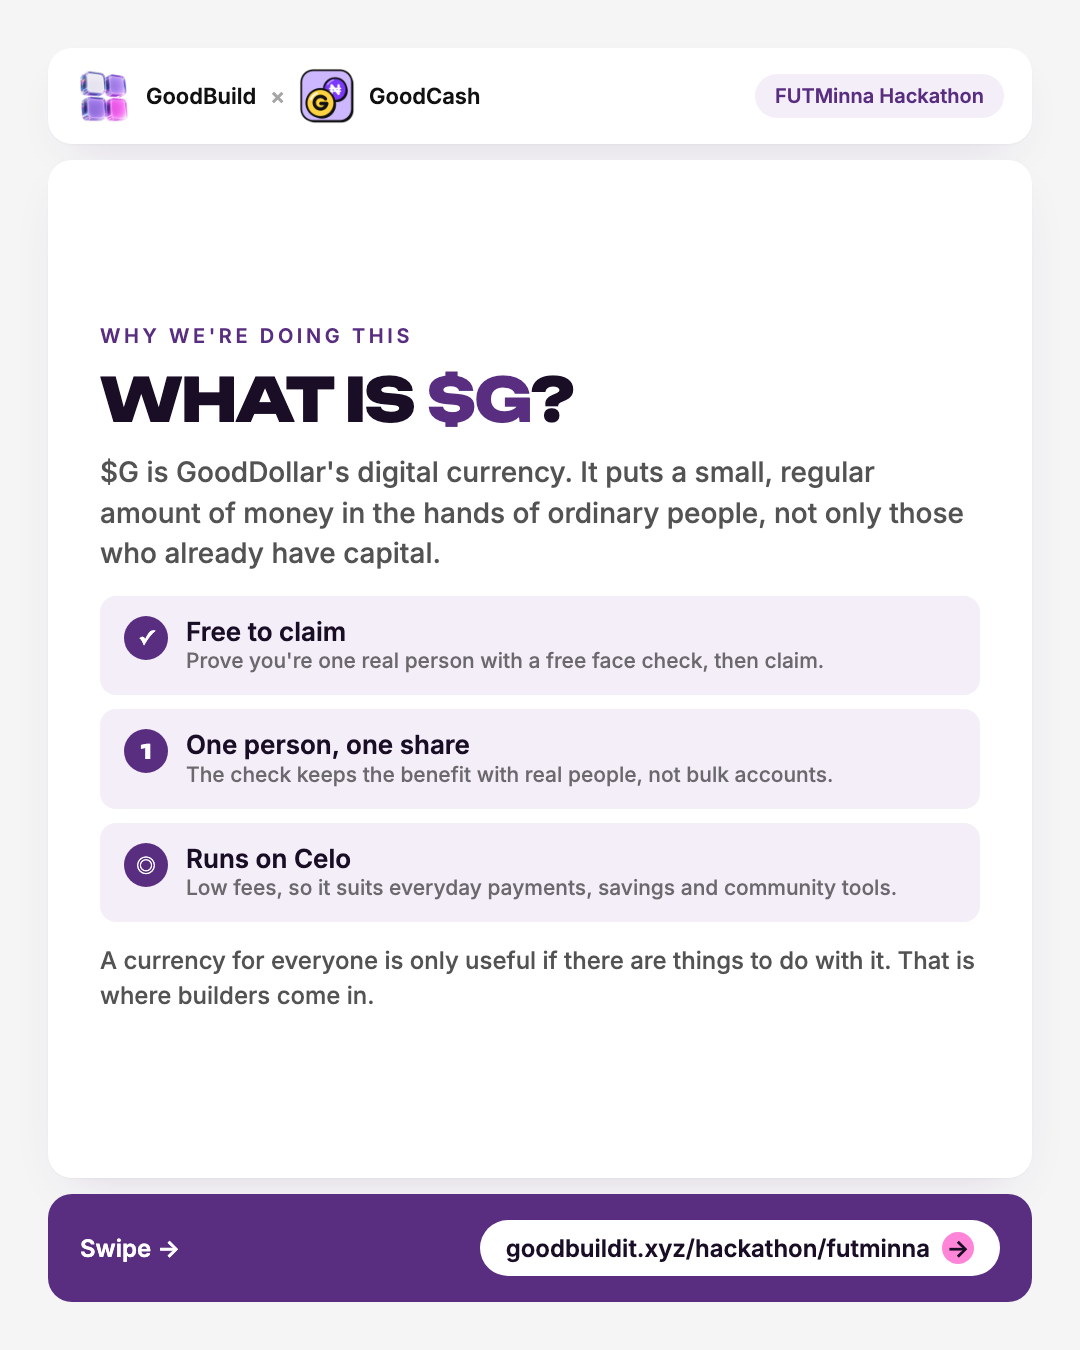 GoodBuild × GoodCash
FUTMinna Hackathon
WHY WE'RE DOING THIS
WHAT IS $G?
$G is GoodDollar's digital currency. It puts a small, regular
amount of money in the hands of ordinary people, not only those
who already have capital.
✓ Free to claim
Prove you're one real person with a free face check, then claim.
1 One person, one share
The check keeps the benefit with real people, not bulk accounts.
Runs on Celo
Low fees, so it suits everyday payments, savings and community tools.
A currency for everyone is only useful if there are things to do with it. That is
where builders come in.
Swipe →
goodbuildit.xyz/hackathon/futminna →